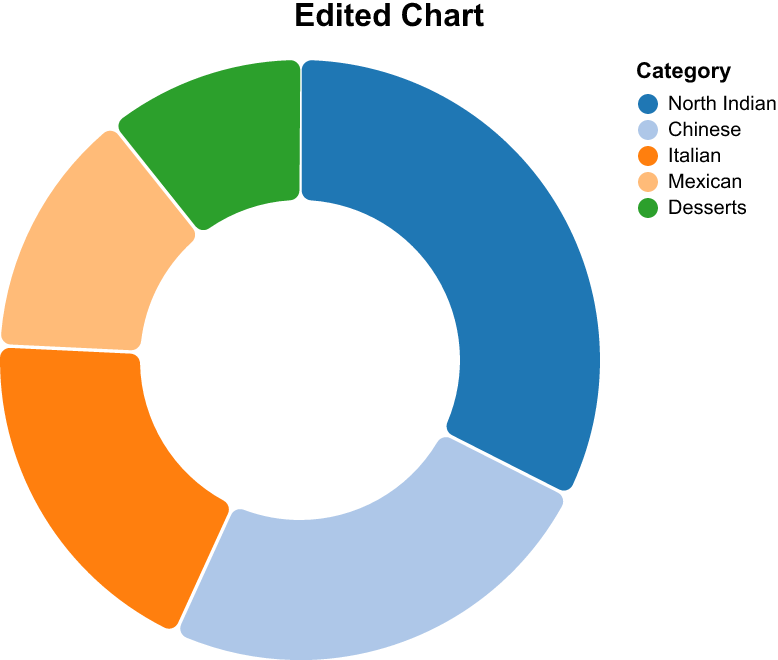 Edited Chart
Category
North Indian
Chinese
Italian
Mexican
Desserts